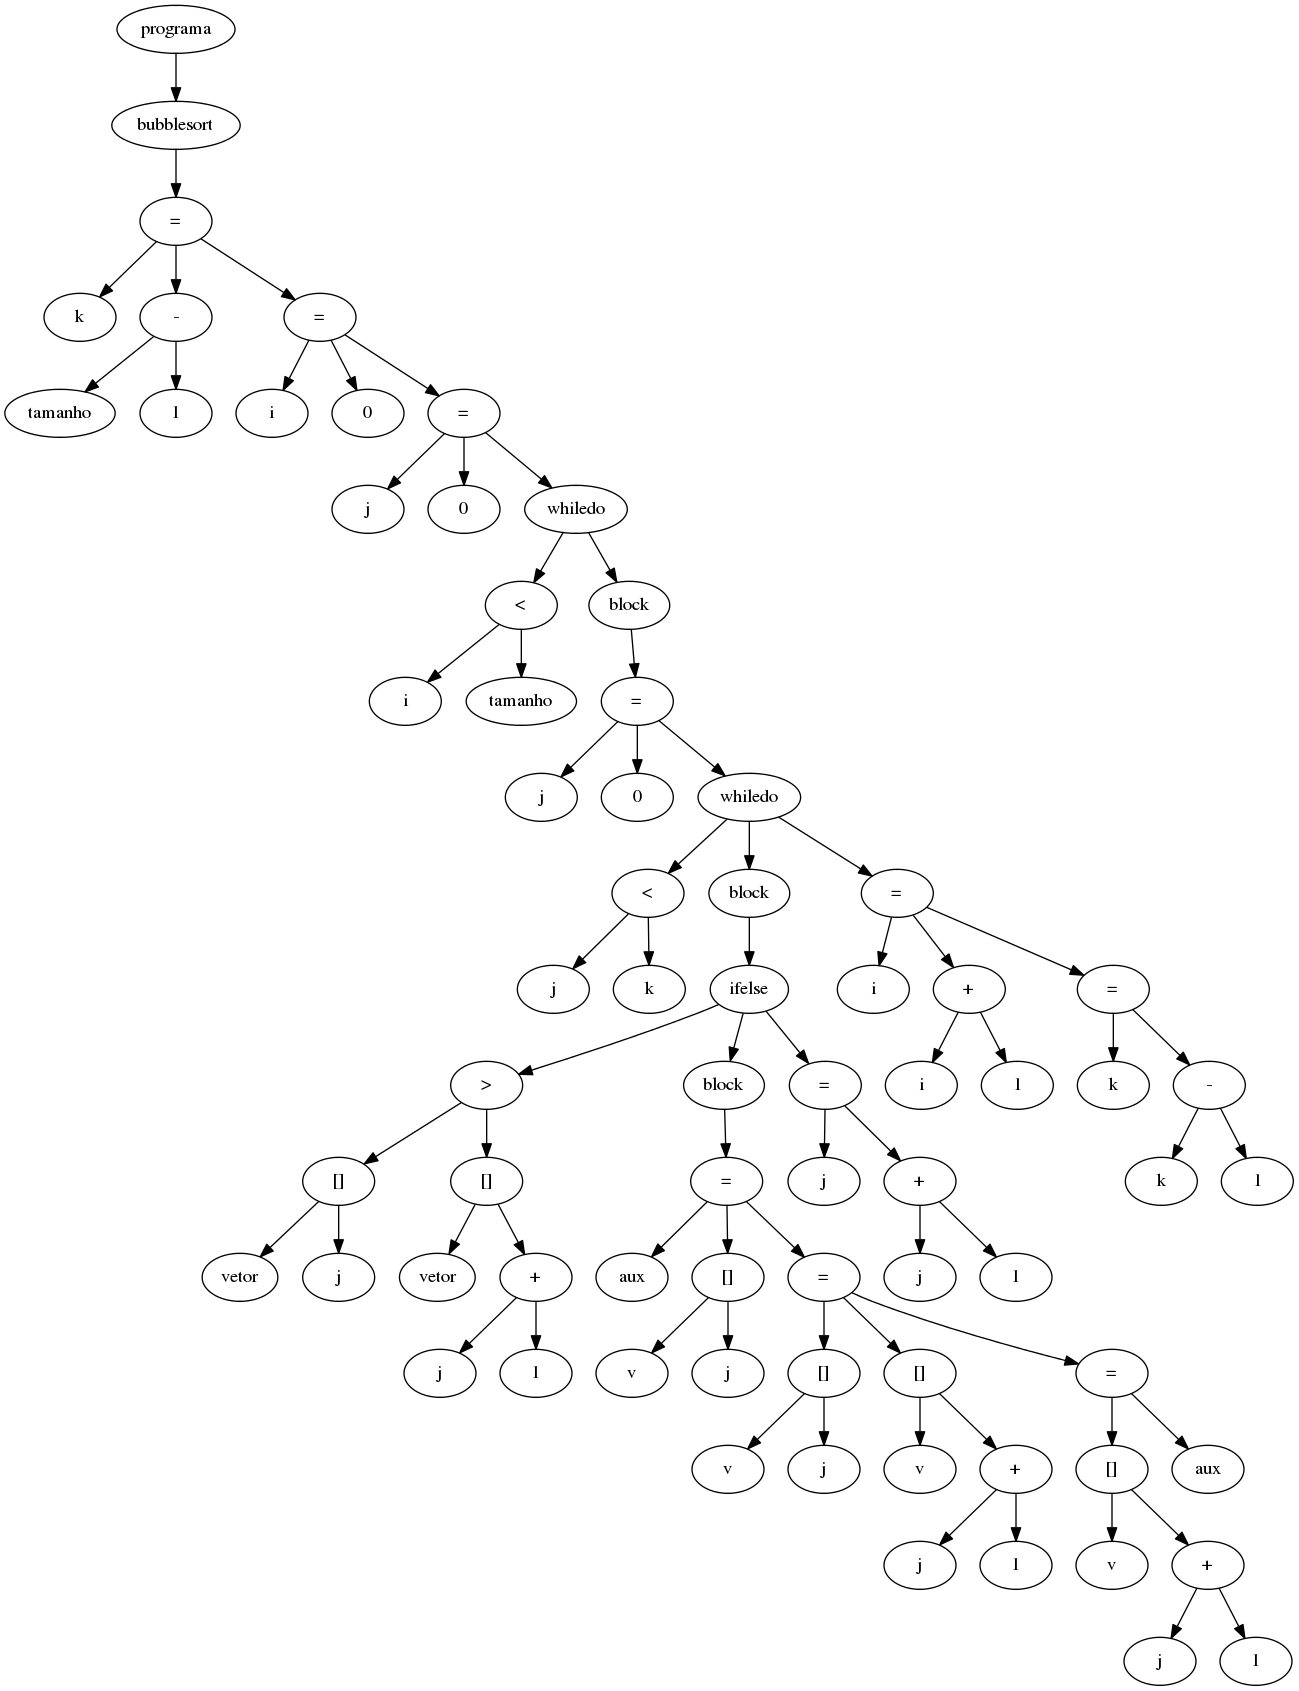 programa
bubblesort
=
k - =
tamanho 1 i 0 =
j 0 whiledo
< block
i tamanho =
j 0 whiledo
< block =
j k ifelse i + =
> block = i 1 k -
[] [] = j + k 1
vetor j vetor + aux [] = j 1
j 1 v j [] [] =
v j v + [] aux
j 1 v +
j 1